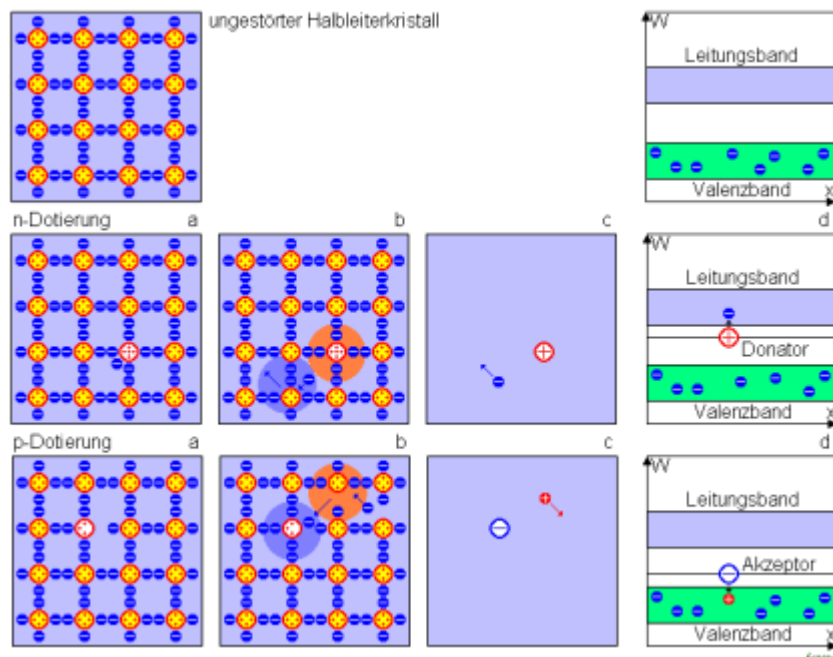 ungestörter Halbleiterkristall
W
Leitungsband
Valenzband
x
n-Dotierung
a
b
c
d
W
Leitungsband
Donator
Valenzband
x
p-Dotierung
a
b
c
d
W
Leitungsband
Akzeptor
Valenzband
x